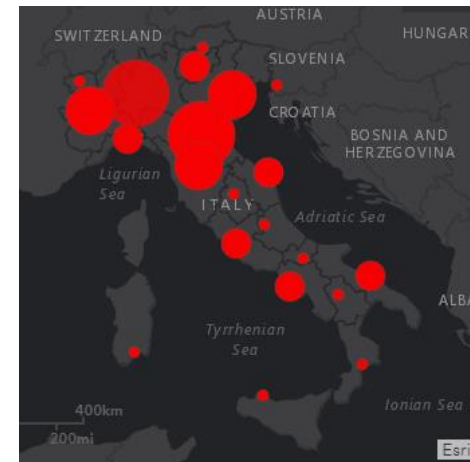 AUSTRIA
SWITZERLAND
HUNGAR
SLOVENIA
CROATIA
BOSNIA AND
HERZEGOVINA
Ligurian
Sea
ITALY
Adriatic Sea
ALBA
Tyrrhenian
Sea
Ionian Sea
400km
200mi
Esri